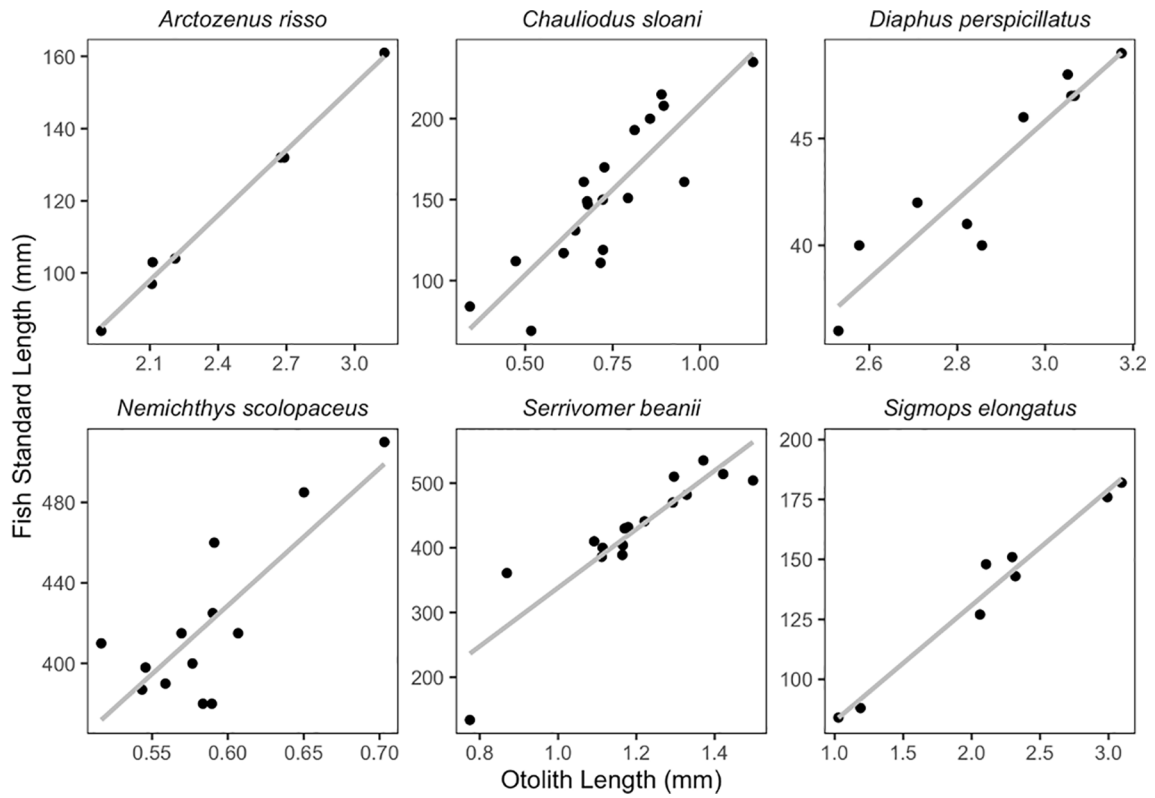 Arctozenus risso
Chauliodus sloani
Diaphus perspicillatus
160
140
120
100
2.1 2.4 2.7 3.0
200
150
100
0.50 0.75 1.00
45
40
2.6 2.8 3.0 3.2
Fish Standard Length (mm)
Nemichthys scolopaceus
Serrivomer beanii
Sigmops elongatus
480
440
400
0.55 0.60 0.65 0.70
500
400
300
200
0.8 1.0 1.2 1.4
200
175
150
125
100
1.0 1.5 2.0 2.5 3.0
Otolith Length (mm)